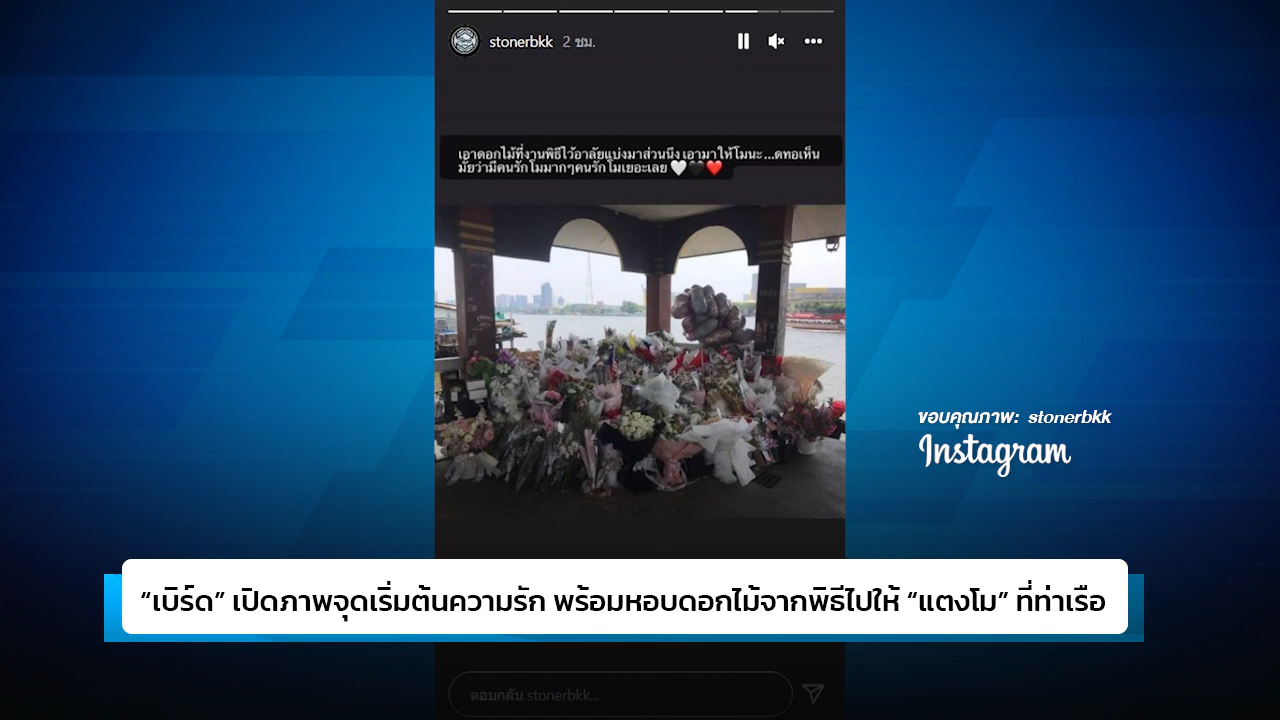 stonerbkk 2 ชม.
เอาดอกไม้ที่งานพิธีไว้อาลัยแบ่งมาส่วนนึง เอามาให้โมนะ...ดทอเห็น
มั้ยว่ามีคนรักโมมากๆคนรักโมเยอะเลย 🤍🖤❤️
ขอบคุณภาพ: stonerbkk
Instagram
“เบิร์ด” เปิดภาพจุดเริ่มต้นความรัก พร้อมหอบดอกไม้จากพิธีไปให้ “แตงโม” ที่ท่าเรือ
ตอบกลับ stonerbkk...